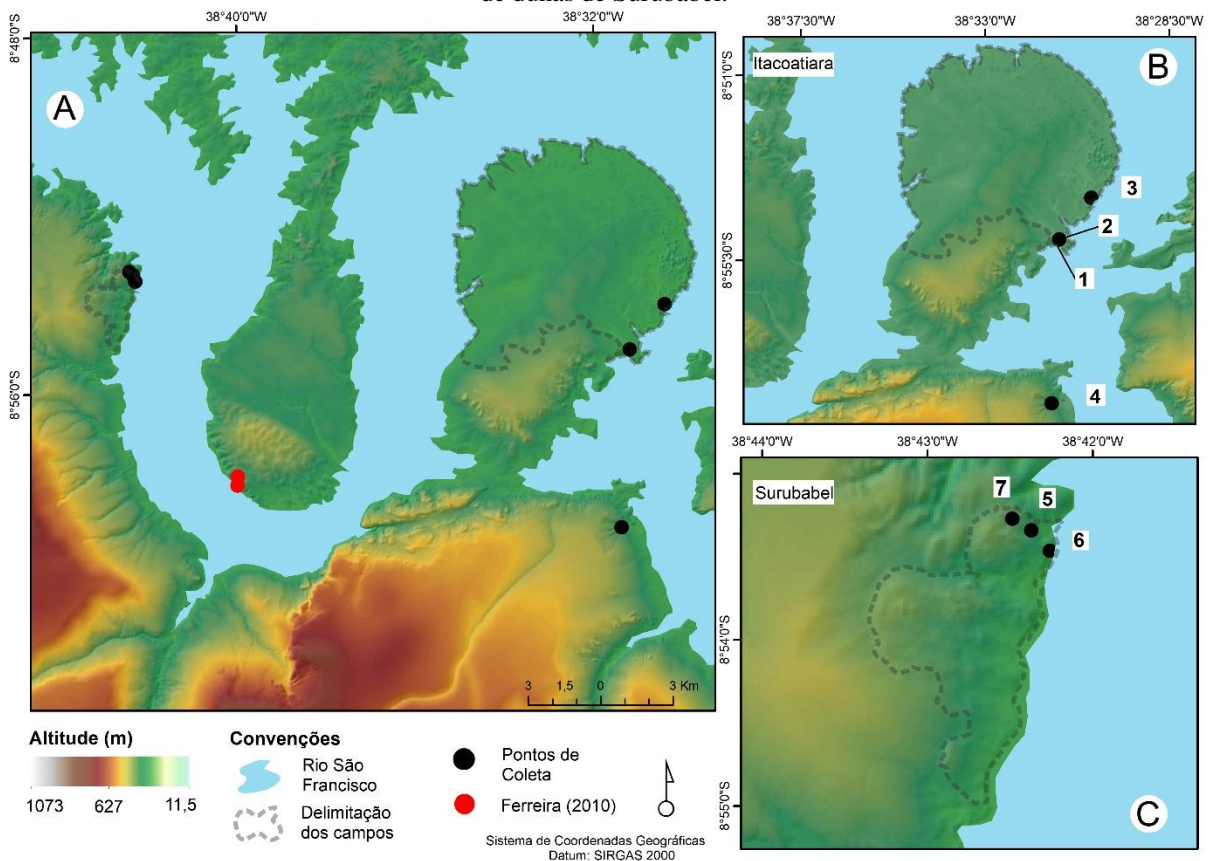 de dunas de Surubabel.
38°40'0"W
38°32'0"W
8°48'0"S
8°56'0"S
A
3 1,5 0 3 Km
38°37'30"W
38°33'0"W
38°28'30"W
8°51'0"S
8°55'30"S
Itacoatiara
B
3
2
1
4
38°44'0"W
38°43'0"W
38°42'0"W
8°54'0"S
8°55'0"S
Surubabel
7
5
6
C
Altitude (m)
1073 627 11,5
Convenções
Rio São
Francisco
Delimitação
dos campos
Pontos de
Coleta
Ferreira (2010)
Sistema de Coordenadas Geográficas
Datum: SIRGAS 2000